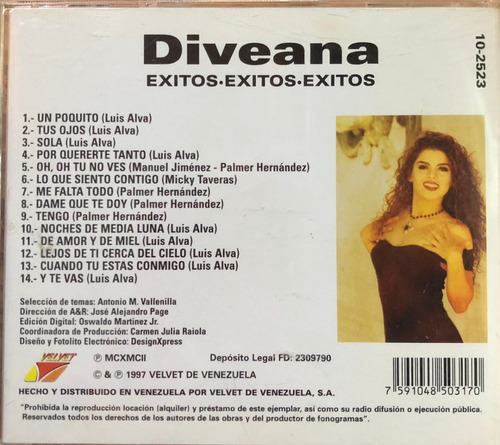 Diveana
EXITOS•EXITOS•EXITOS
10-2523
1.- UN POQUITO (Luis Alva)
2.- TUS OJOS (Luis Alva)
3.- SOLA (Luis Alva)
4.- POR QUERERTE TANTO (Luis Alva)
5.- OH, OH TU NO VES (Manuel Jiménez - Palmer Hernández)
6.- LO QUE SIENTO CONTIGO (Micky Taveras)
7.- ME FALTA TODO (Palmer Hernández)
8.- DAME QUE TE DOY (Palmer Hernández)
9.- TENGO (Palmer Hernández)
10.- NOCHES DE MEDIA LUNA (Luis Alva)
11.- DE AMOR Y DE MIEL (Luis Alva)
12.- LEJOS DE TI CERCA DEL CIELO (Luis Alva)
13.- CUANDO TU ESTAS CONMIGO (Luis Alva)
14.- Y TE VAS (Luis Alva)
Selección de temas: Antonio M. Vallenilla
Dirección de A&R: José Alejandro Page
Edición Digital: Oswaldo Martinez Jr.
Coordinadora de Producción: Carmen Julia Raiola
Diseño y Fotolito Electrónico: DesignXpress
VELVET
℗ MCXMCII Depósito Legal FD: 2309790
© & ℗ 1997 VELVET DE VENEZUELA
HECHO Y DISTRIBUIDO EN VENEZUELA POR VELVET DE VENEZUELA, S.A.
7 591048 503170
"Prohibida la reproducción locación (alquiler) y préstamo de este ejemplar, así como su radio difusión o ejecución pública.
Reservados todos los derechos de los autores de las obras y del productor de fonogramas".